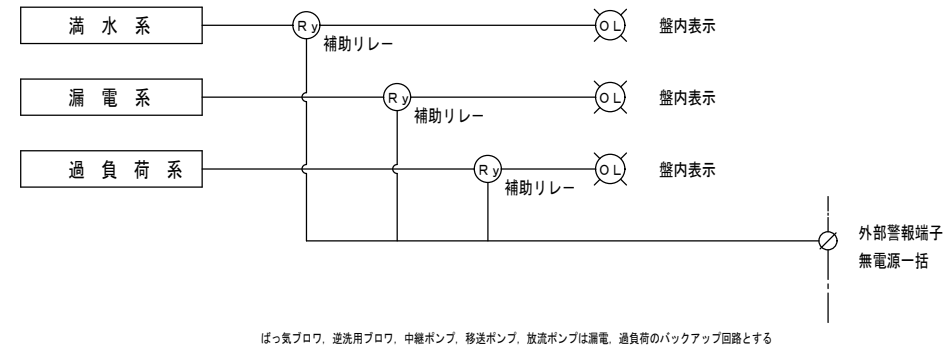 満水系 Ry 補助リレー OL 盤内表示
漏電系 Ry 補助リレー OL 盤内表示
過負荷系 Ry 補助リレー OL 盤内表示
外部警報端子
無電源一括
ばっ気ブロワ, 逆洗用ブロワ, 中継ポンプ, 移送ポンプ, 放流ポンプは漏電, 過負荷のバックアップ回路とする